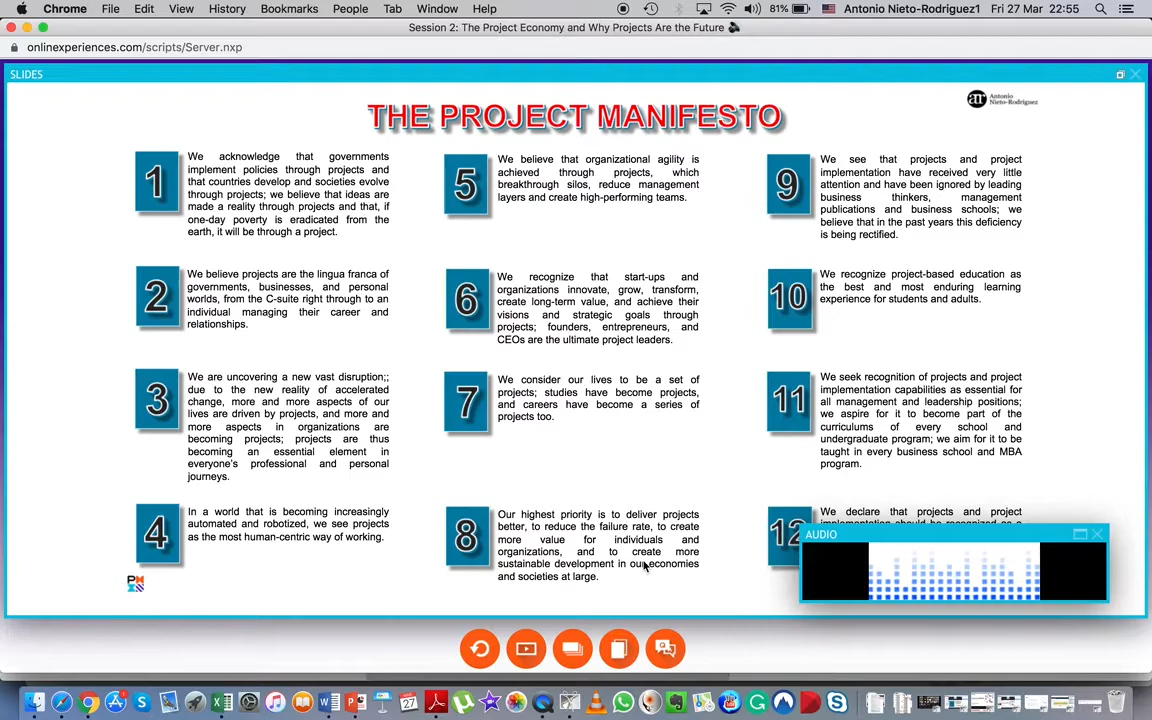 Chrome File Edit View History Bookmarks People Tab Window Help 81% Antonio Nieto-Rodriguez1 Fri 27 Mar 22:55
Session 2: The Project Economy and Why Projects Are the Future
onlinexperiences.com/scripts/Server.nxp
SLIDES
ar Antonio
Nieto-Rodriguez
THE PROJECT MANIFESTO
1
We acknowledge that governments
implement policies through projects and
that countries develop and societies evolve
through projects; we believe that ideas are
made a reality through projects and that, if
one-day poverty is eradicated from the
earth, it will be through a project.
2
We believe projects are the lingua franca of
governments, businesses, and personal
worlds, from the C-suite right through to an
individual managing their career and
relationships.
3
We are uncovering a new vast disruption;;
due to the new reality of accelerated
change, more and more aspects of our
lives are driven by projects, and more and
more aspects in organizations are
becoming projects; projects are thus
becoming an essential element in
everyone's professional and personal
journeys.
4
In a world that is becoming increasingly
automated and robotized, we see projects
as the most human-centric way of working.
5
We believe that organizational agility is
achieved through projects, which
breakthrough silos, reduce management
layers and create high-performing teams.
6
We recognize that start-ups and
organizations innovate, grow, transform,
create long-term value, and achieve their
visions and strategic goals through
projects; founders, entrepreneurs, and
CEOs are the ultimate project leaders.
7
We consider our lives to be a set of
projects; studies have become projects,
and careers have become a series of
projects too.
8
Our highest priority is to deliver projects
better, to reduce the failure rate, to create
more value for individuals and
organizations, and to create more
sustainable development in our economies
and societies at large.
9
We see that projects and project
implementation have received very little
attention and have been ignored by leading
business thinkers, management
publications and business schools; we
believe that in the past years this deficiency
is being rectified.
10
We recognize project-based education as
the best and most enduring learning
experience for students and adults.
11
We seek recognition of projects and project
implementation capabilities as essential for
all management and leadership positions;
we aspire for it to become part of the
curriculums of every school and
undergraduate program; we aim for it to be
taught in every business school and MBA
program.
12
We declare that projects and project
implementation should be recognized as a
AUDIO